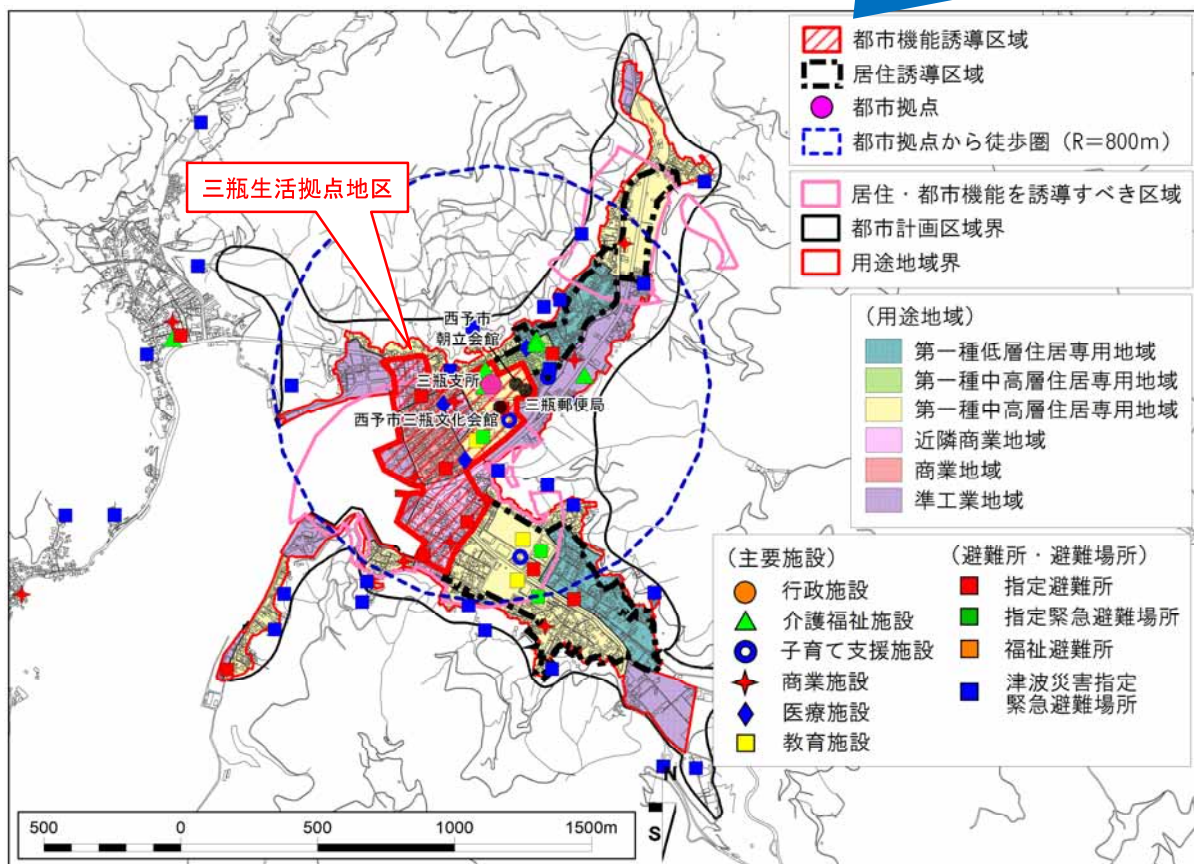 都市機能誘導区域
居住誘導区域
都市拠点
都市拠点から徒歩圏（R＝800m）
居住・都市機能を誘導すべき区域
都市計画区域界
用途地域界
（用途地域）
第一種低層住居専用地域
第一種中高層住居専用地域
第一種中高層住居専用地域
近隣商業地域
商業地域
準工業地域
三瓶生活拠点地区
西予市
朝立会館
三瓶支所
三瓶郵便局
西予市三瓶文化会館
（主要施設）
行政施設
介護福祉施設
子育て支援施設
商業施設
医療施設
教育施設
（避難所・避難場所）
指定避難所
指定緊急避難場所
福祉避難所
津波災害指定
緊急避難場所
N
S
500 0 500 1000 1500m